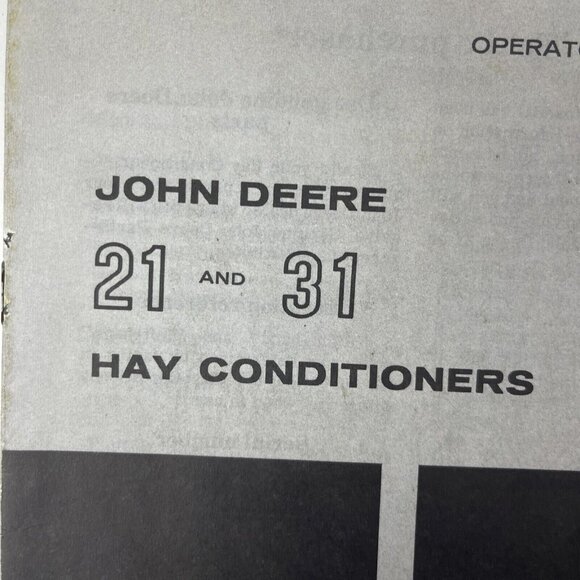 OPERATO
JOHN DEERE
21 AND 31
HAY CONDITIONERS